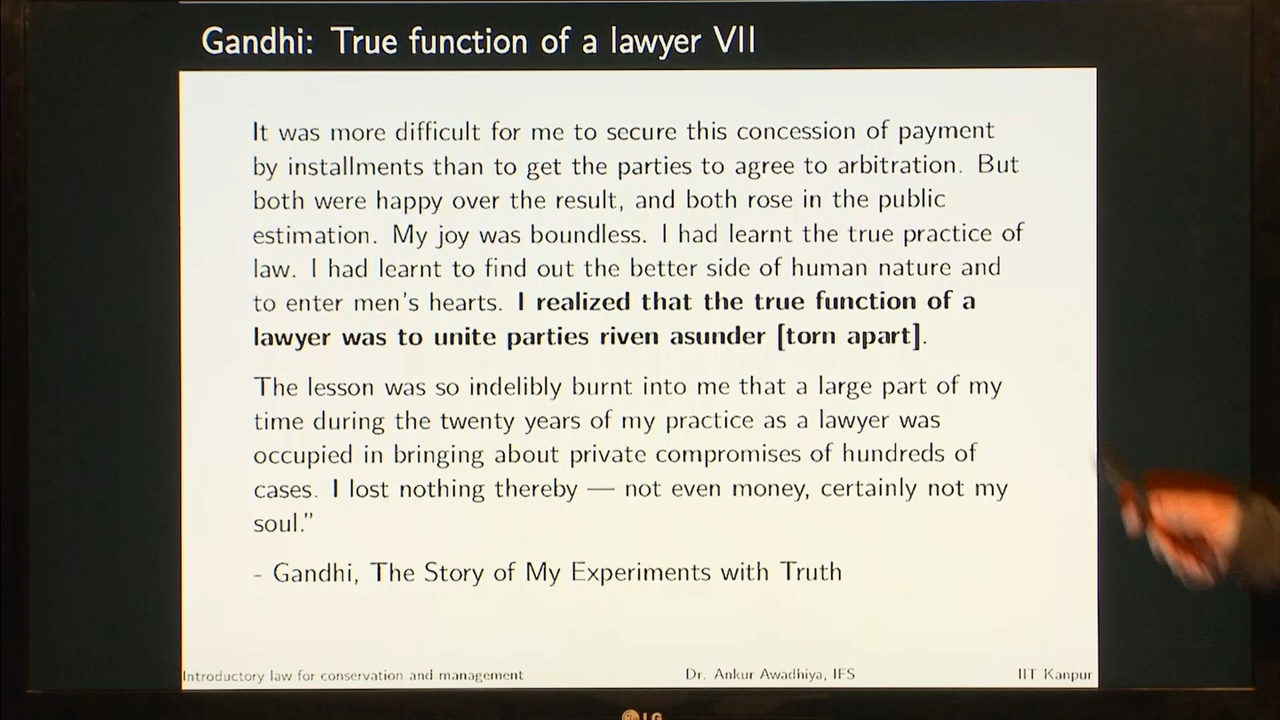 Gandhi: True function of a lawyer VII
It was more difficult for me to secure this concession of payment
by installments than to get the parties to agree to arbitration. But
both were happy over the result, and both rose in the public
estimation. My joy was boundless. I had learnt the true practice of
law. I had learnt to find out the better side of human nature and
to enter men's hearts. I realized that the true function of a
lawyer was to unite parties riven asunder [torn apart].
The lesson was so indelibly burnt into me that a large part of my
time during the twenty years of my practice as a lawyer was
occupied in bringing about private compromises of hundreds of
cases. I lost nothing thereby — not even money, certainly not my
soul."
- Gandhi, The Story of My Experiments with Truth
Introductory law for conservation and management Dr. Ankur Awadhiya, IFS IIT Kanpur
LG